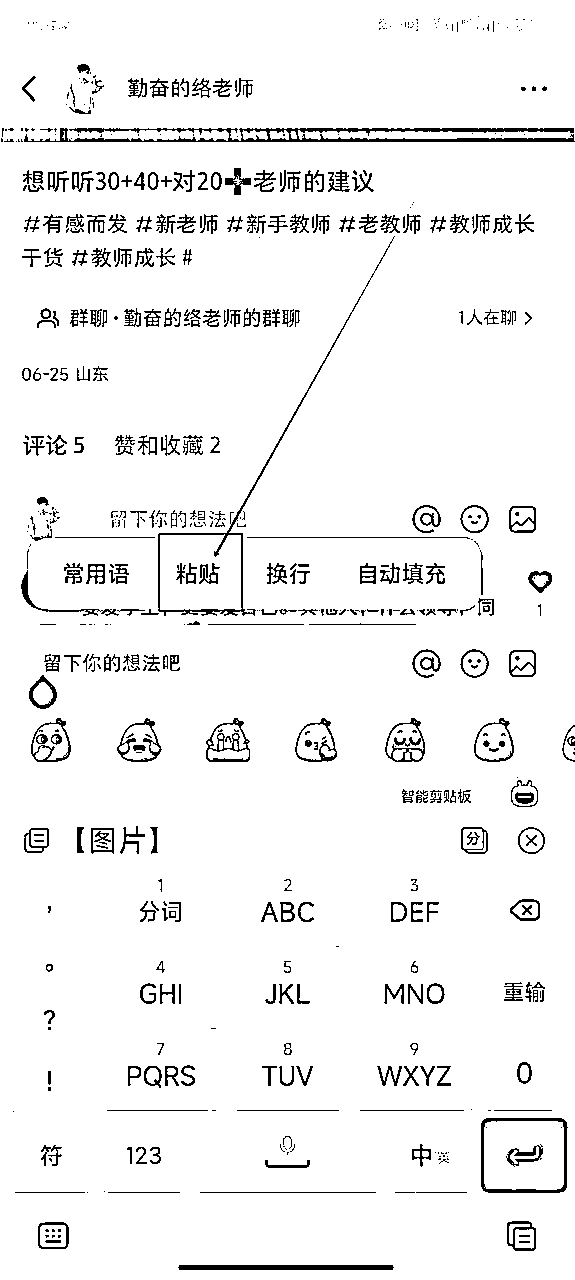 勤奋的络老师
想听听30+40+对20➕老师的建议
#有感而发 #新老师 #新手教师 #老教师 #教师成长
干货 #教师成长 #
群聊·勤奋的络老师的群聊 1人在聊
06-25 山东
评论 5 赞和收藏 2
留下你的想法吧
常用语 粘贴 换行 自动填充
同
1
留下你的想法吧
智能剪贴板
【图片】 分
1 2 3
, 分词 ABC DEF
4 5 6
。 GHI JKL MNO 重输
?
7 8 9
! PQRS TUV WXYZ 0
符 123 中英